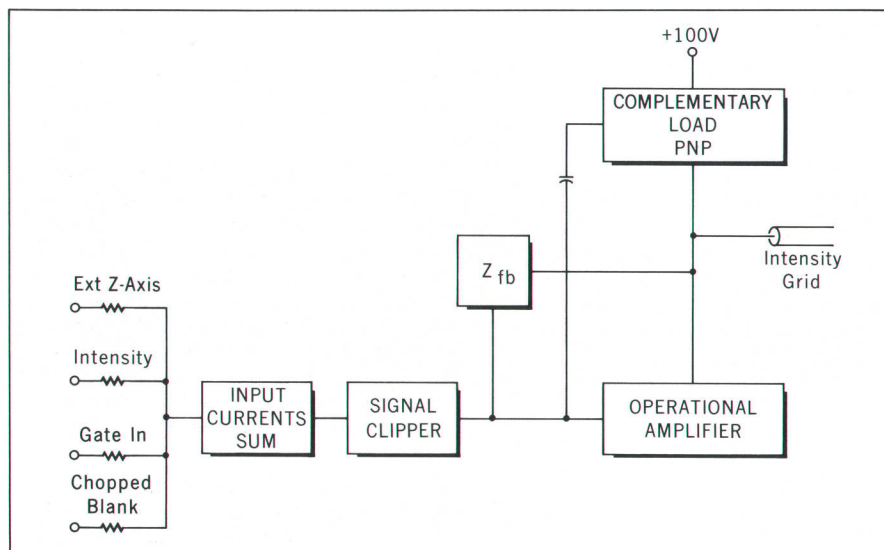 +100V
COMPLEMENTARY
LOAD
PNP
Z fb
Intensity
Grid
Ext Z-Axis
Intensity
Gate In
Chopped
Blank
INPUT
CURRENTS
SUM
SIGNAL
CLIPPER
OPERATIONAL
AMPLIFIER